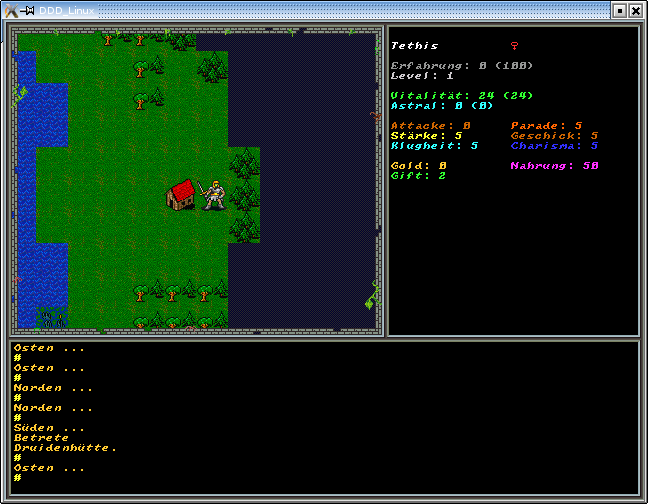 DDD_Linux
Tethis ♀
Erfahrung: 0 (100)
Level: 1
Vitalität: 24 (24)
Astral: 0 (0)
Attacke: 0 Parade: 5
Stärke: 5 Geschick: 5
Klugheit: 5 Charisma: 5
Gold: 0 Nahrung: 50
Gift: 2
Osten ...
#
Osten ...
#
Norden ...
#
Norden ...
#
Süden ...
Betrete
Druidenhütte.
#
Osten ...
#